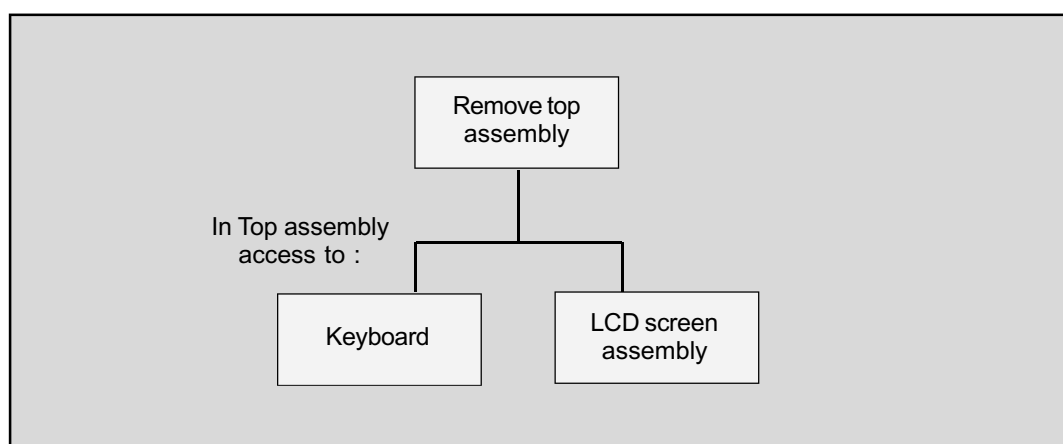 Remove top
assembly
In Top assembly
access to :
Keyboard
LCD screen
assembly